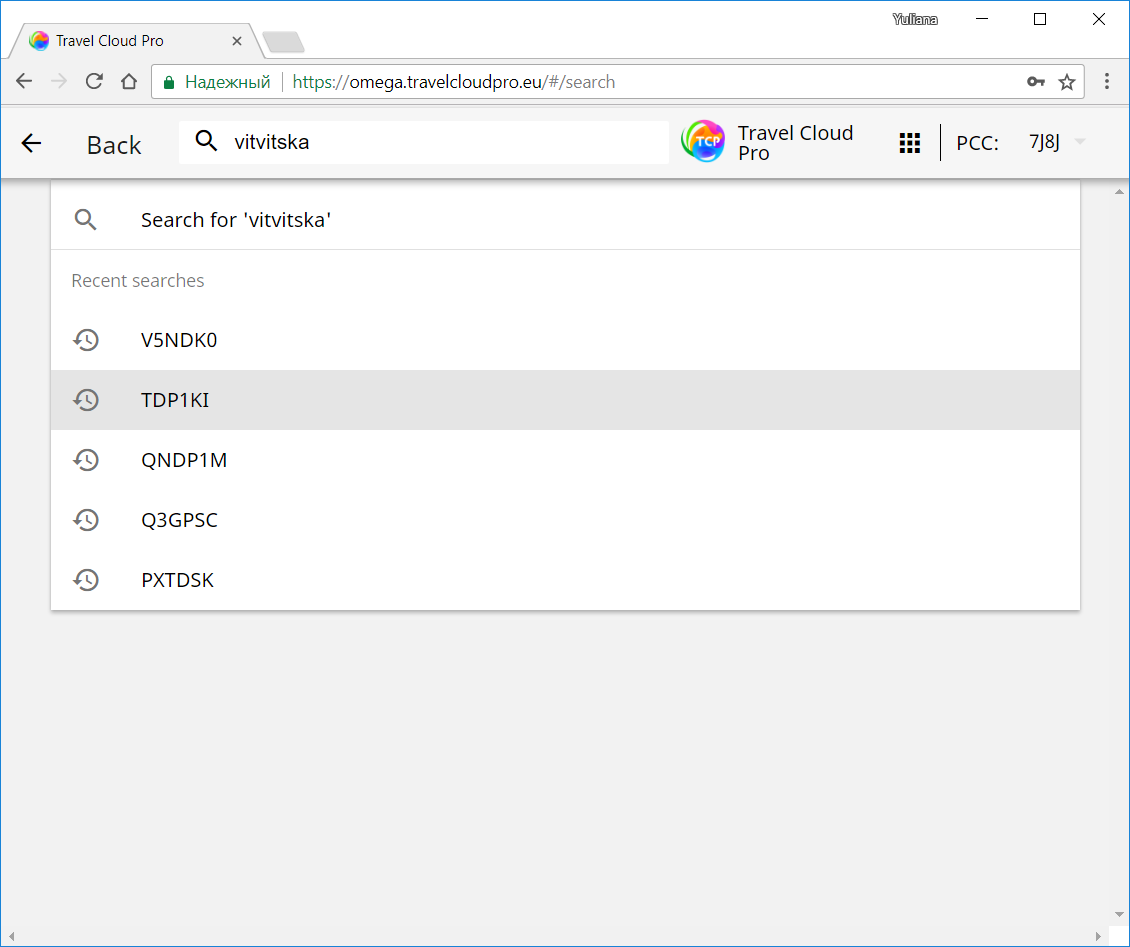 Yuliana
Travel Cloud Pro
Надежный https://omega.travelcloudpro.eu/#/search
Back vitvitska TCP Travel Cloud Pro PCC: 7J8J
Search for 'vitvitska'
Recent searches
V5NDK0
TDP1KI
QNDP1M
Q3GPSC
PXTDSK